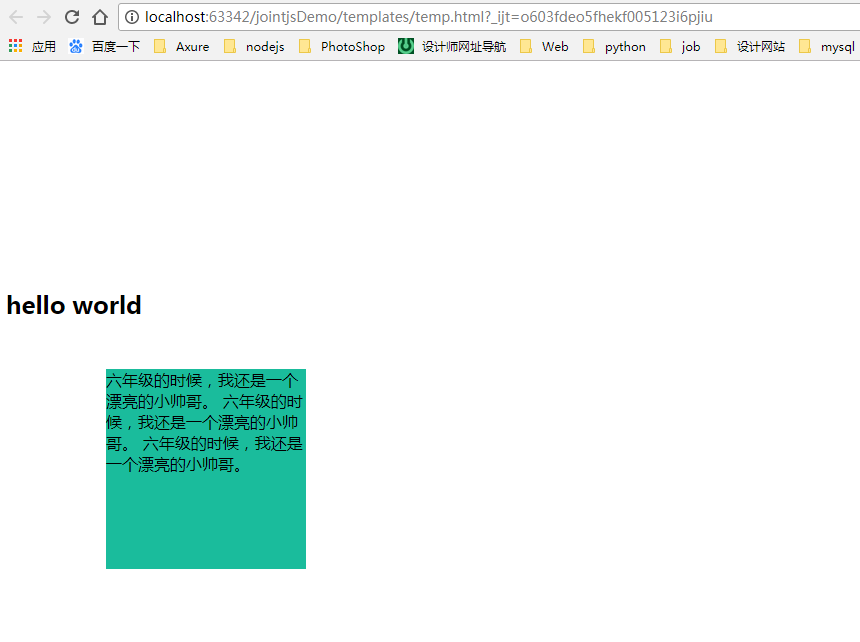 localhost:63342/jointjsDemo/templates/temp.html?_ijt=o603fdeo5fhekf005123i6pjiu
应用 百度一下 Axure nodejs PhotoShop 设计师网址导航 Web python job 设计网站 mysql
hello world
六年级的时候，我还是一个
漂亮的小帅哥。 六年级的时
候，我还是一个漂亮的小帅
哥。 六年级的时候，我还是
一个漂亮的小帅哥。